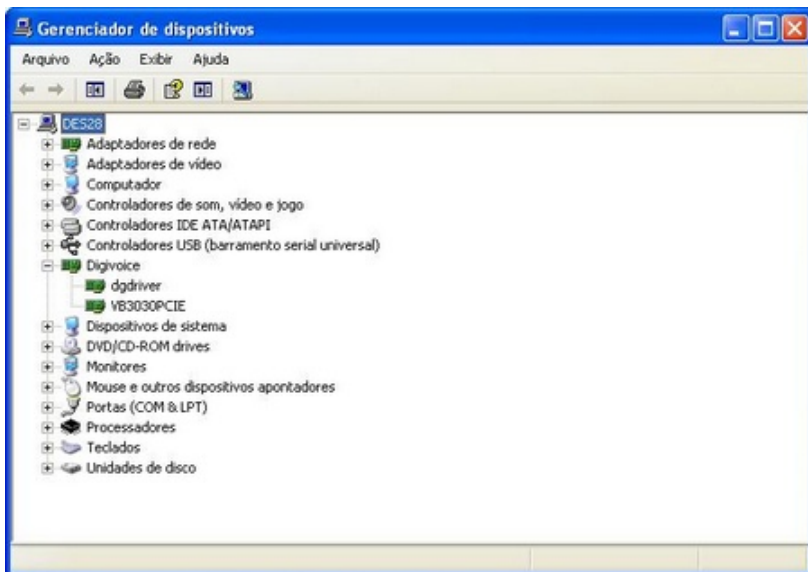 Gerenciador de dispositivos
Arquivo Ação Exibir Ajuda
DES28
Adaptadores de rede
Adaptadores de vídeo
Computador
Controladores de som, vídeo e jogo
Controladores IDE ATA/ATAPI
Controladores USB (barramento serial universal)
Digivoice
dgdriver
VB3030PCIE
Dispositivos de sistema
DVD/CD-ROM drives
Monitores
Mouse e outros dispositivos apontadores
Portas (COM & LPT)
Processadores
Teclados
Unidades de disco